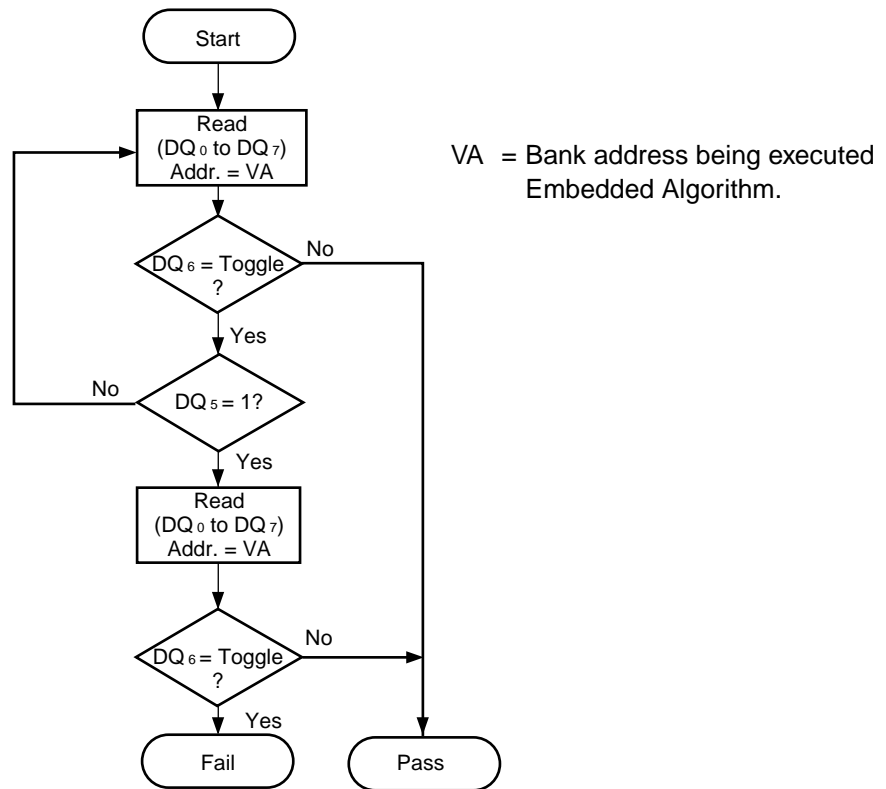 Start
Read
(DQ0 to DQ7)
Addr. = VA
VA = Bank address being executed
Embedded Algorithm.
DQ6 = Toggle
?
No
Yes
DQ5 = 1?
No
Yes
Read
(DQ0 to DQ7)
Addr. = VA
DQ6 = Toggle
?
No
Yes
Fail
Pass